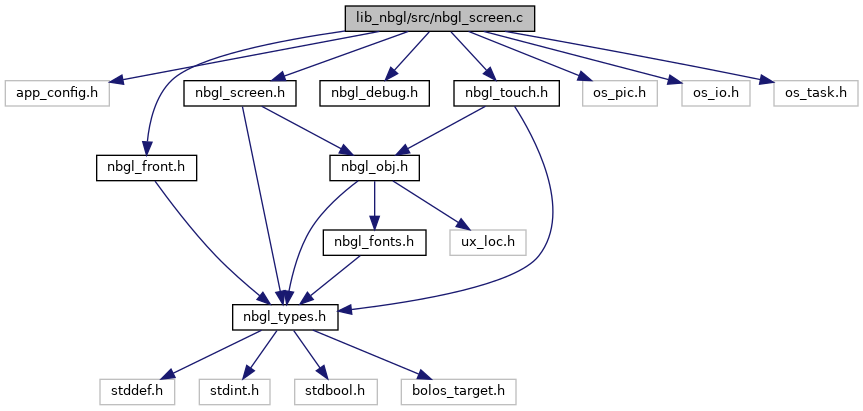 lib_nbgl/src/nbgl_screen.c
app_config.h
nbgl_screen.h
nbgl_debug.h
nbgl_touch.h
os_pic.h
os_io.h
os_task.h
nbgl_front.h
nbgl_obj.h
nbgl_fonts.h
ux_loc.h
nbgl_types.h
stddef.h
stdint.h
stdbool.h
bolos_target.h